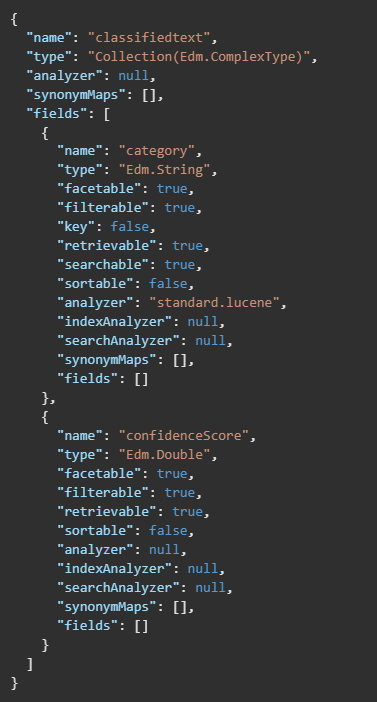 {
  "name": "classifiedtext",
  "type": "Collection(Edm.ComplexType)",
  "analyzer": null,
  "synonymMaps": [],
  "fields": [
    {
      "name": "category",
      "type": "Edm.String",
      "facetable": true,
      "filterable": true,
      "key": false,
      "retrievable": true,
      "searchable": true,
      "sortable": false,
      "analyzer": "standard.lucene",
      "indexAnalyzer": null,
      "searchAnalyzer": null,
      "synonymMaps": [],
      "fields": []
    },
    {
      "name": "confidenceScore",
      "type": "Edm.Double",
      "facetable": true,
      "filterable": true,
      "retrievable": true,
      "sortable": false,
      "analyzer": null,
      "indexAnalyzer": null,
      "searchAnalyzer": null,
      "synonymMaps": [],
      "fields": []
    }
  ]
}